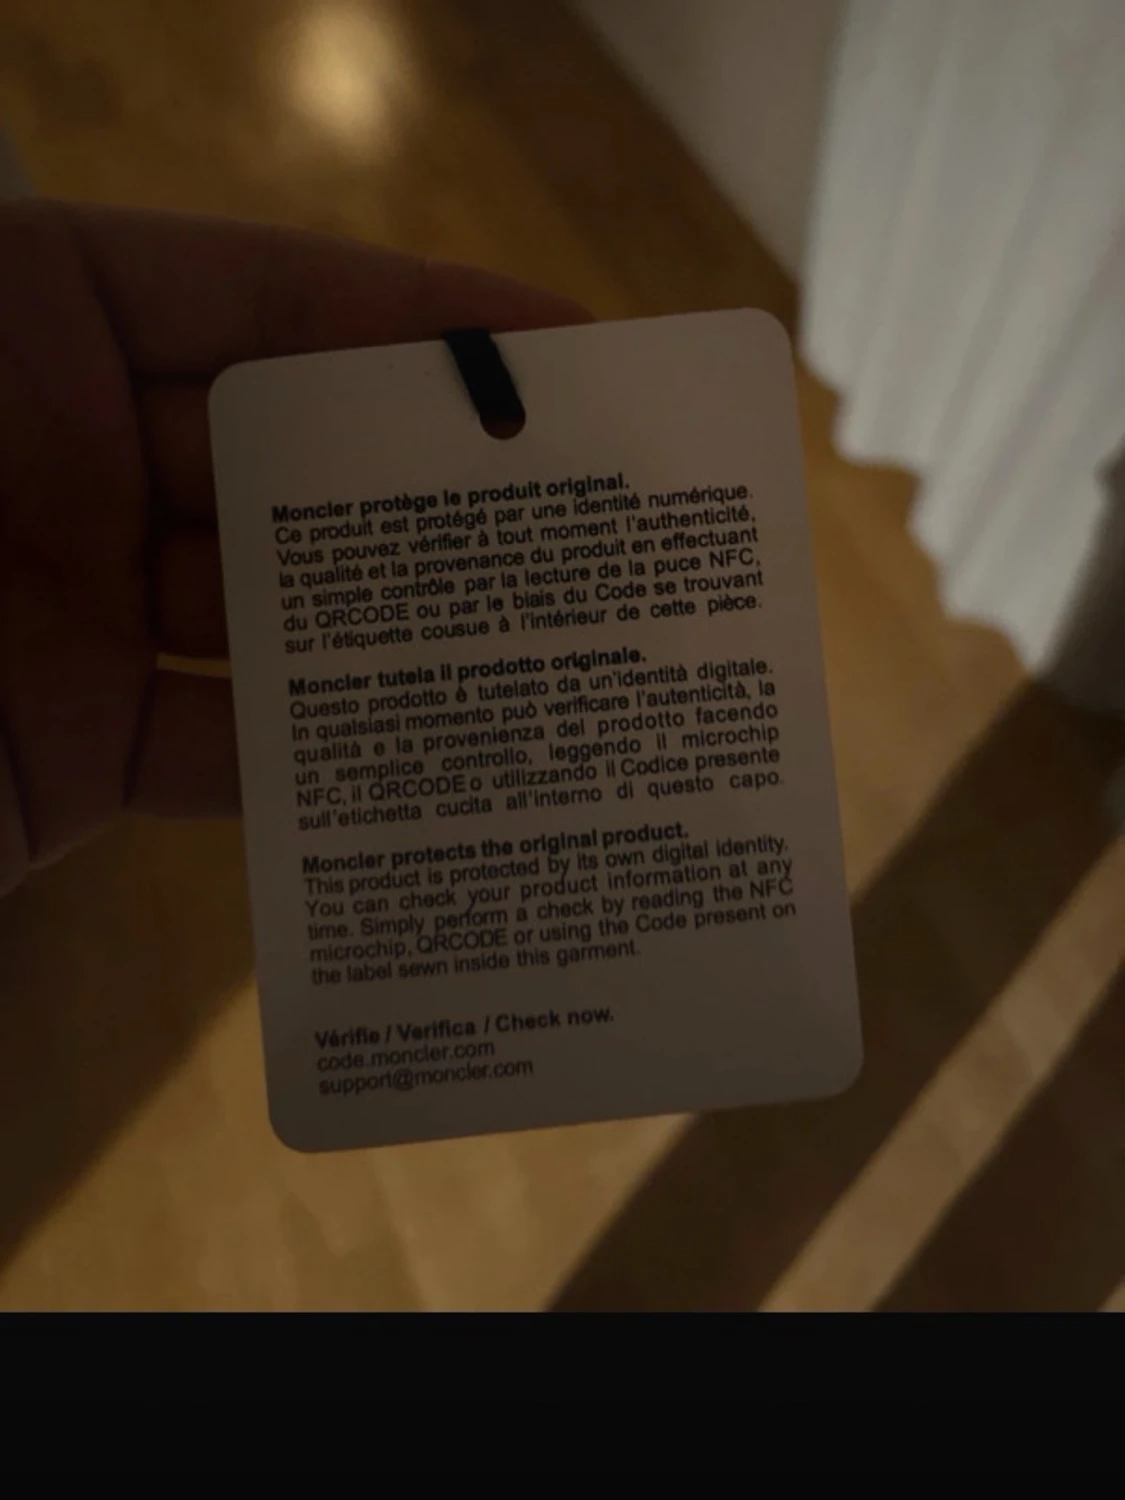 Moncler protège le produit original.
Ce produit est protégé par une identité numérique.
Vous pouvez vérifier à tout moment l'authenticité,
la qualité et la provenance du produit en effectuant
un simple contrôle par la lecture de la puce NFC,
du QRCODE ou par le biais du Code se trouvant
sur l'étiquette cousue à l'intérieur de cette pièce.
Moncler tutela il prodotto originale.
Questo prodotto è tutelato da un'identità digitale.
In qualsiasi momento può verificare l'autenticità, la
qualità e la provenienza del prodotto facendo
un semplice controllo, leggendo il microchip
NFC, il QRCODE o utilizzando il Codice presente
sull'etichetta cucita all'interno di questo capo.
Moncler protects the original product.
This product is protected by its own digital identity.
You can check your product information at any
time. Simply perform a check by reading the NFC
microchip, QRCODE or using the Code present on
the label sewn inside this garment.
Vérifie / Verifica / Check now.
code.moncler.com
support@moncler.com